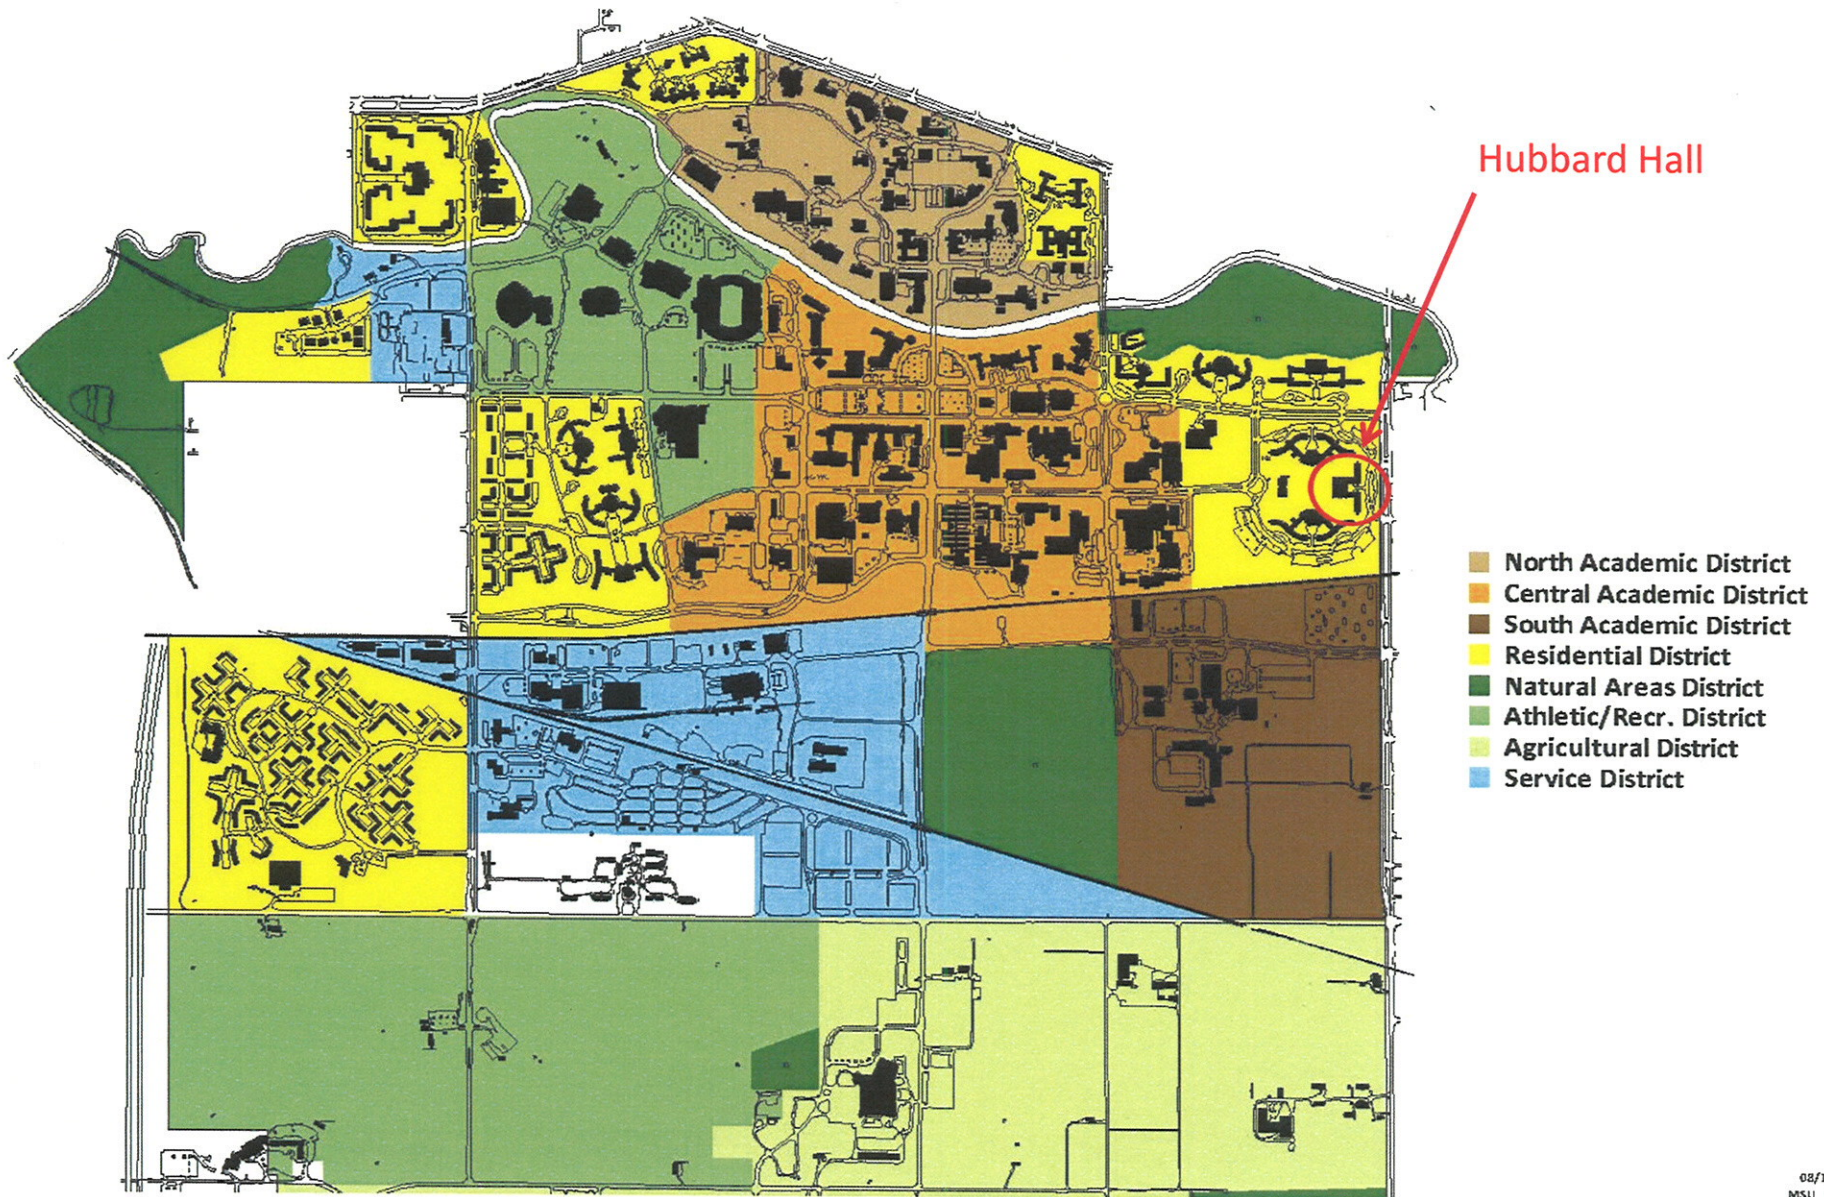 Hubbard Hall
North Academic District
Central Academic District
South Academic District
Residential District
Natural Areas District
Athletic/Recr. District
Agricultural District
Service District
MSU